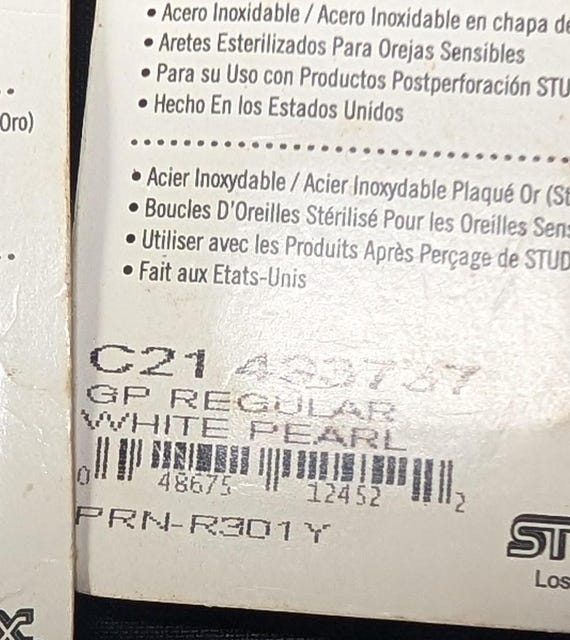 • Acero Inoxidable / Acero Inoxidable en chapa de
• Aretes Esterilizados Para Orejas Sensibles
• Para su Uso con Productos Postperforación STU
• Hecho En los Estados Unidos
Oro)
• Acier Inoxydable / Acier Inoxydable Plaqué Or (St
• Boucles D'Oreilles Stérilisé Pour les Oreilles Sens
• Utiliser avec les Produits Après Perçage de STUD
• Fait aux Etats-Unis
C21
GP REGULAR
WHITE PEARL
0 48675 12452 2
PRN-R301Y
ST
Los
X